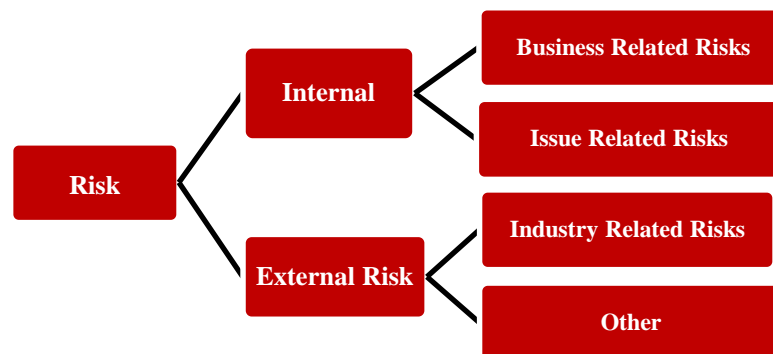 Risk
Internal
External Risk
Business Related Risks
Issue Related Risks
Industry Related Risks
Other